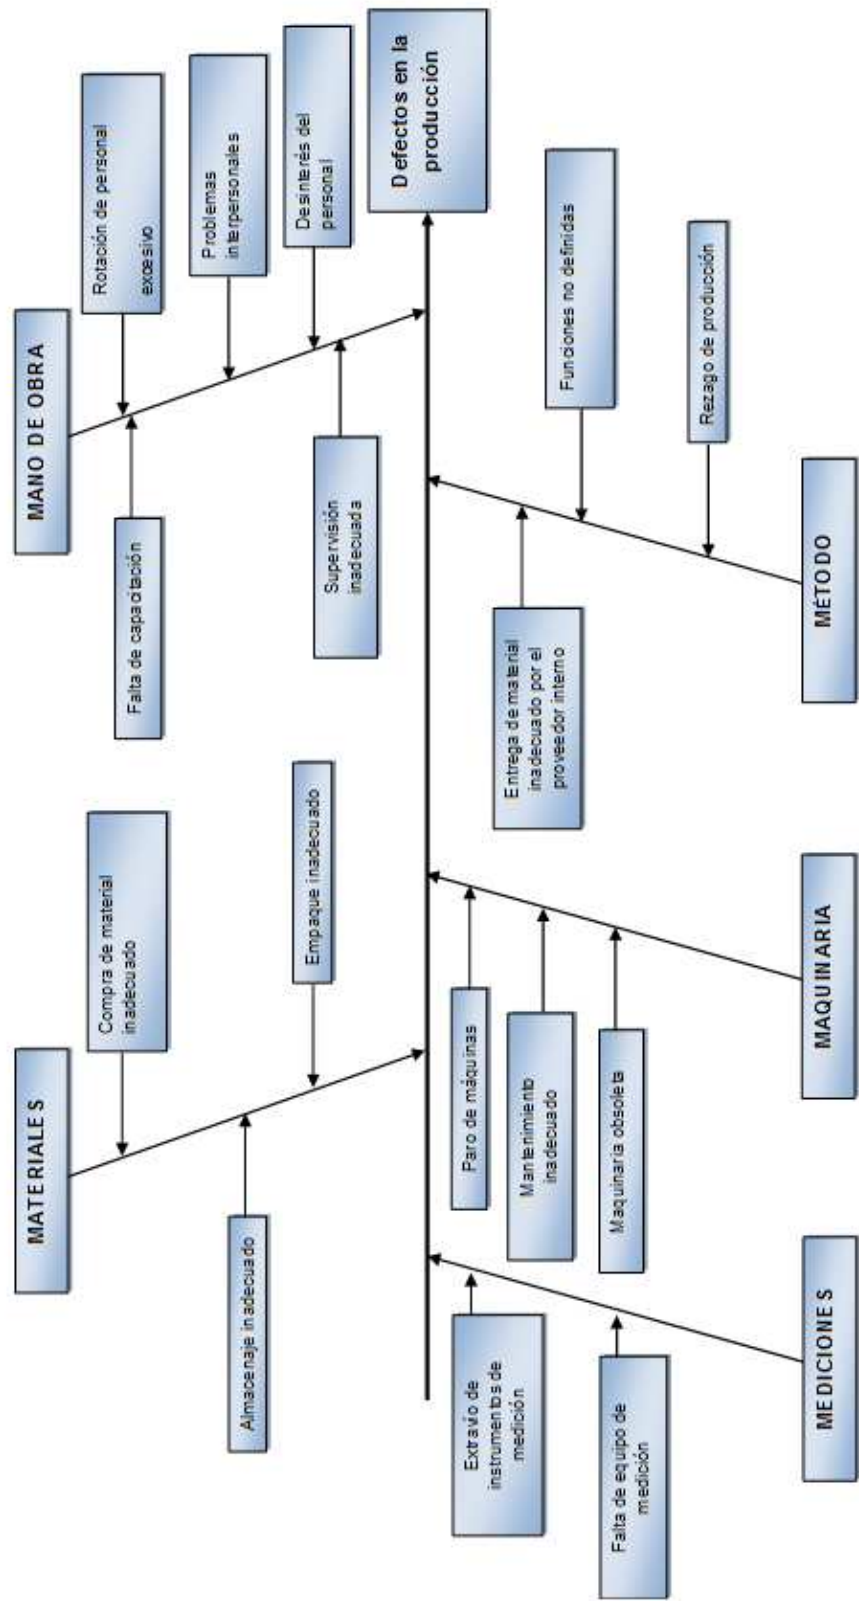 MATERIALES
MANO DE OBRA
Compra de material
inadecuado
Almacenaje inadecuado
Empaque inadecuado
Rotación de personal
excesivo
Falta de capacitación
Problemas
interpersonales
Desinterés del
personal
Supervisión
inadecuada
Defectos en la
producción
Extravío de
instrumentos de
medición
Falta de equipo de
medición
Paro de máquinas
Mantenimiento
inadecuado
Maquinaria obsoleta
Entrega de material
inadecuado por el
proveedor interno
Funciones no definidas
Rezago de producción
MEDICIONES
MAQUINARIA
MÉTODO